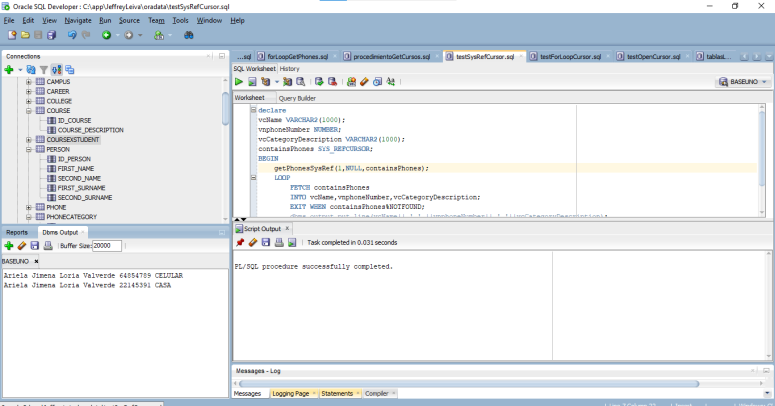 Oracle SQL Developer : C:\app\JeffreyLeiva\oradata\testSysRefCursor.sql
File Edit View Navigate Run Source Team Tools Window Help
Connections
CAMPUS
CAREER
COLLEGE
COURSE
ID_COURSE
COURSE_DESCRIPTION
COURSEXSTUDENT
PERSON
ID_PERSON
FIRST_NAME
SECOND_NAME
FIRST_SURNAME
SECOND_SURNAME
PHONE
PHONECATEGORY
Reports Dbms Output
Buffer Size: 20000
BASEUNO
Ariela Jimena Loria Valverde 64854789 CELULAR
Ariela Jimena Loria Valverde 22145391 CASA
...sql forLoopGetPhones.sql procedimientoGetCursos.sql testSysRefCursor.sql testForLoopCursor.sql testOpenCursor.sql tablasL...
SQL Worksheet History
BASEUNO
Worksheet Query Builder
declare
vcName VARCHAR2(1000);
vnphoneNumber NUMBER;
vcCategoryDescription VARCHAR2(1000);
containsPhones SYS_REFCURSOR;
BEGIN
getPhonesSysRef(1,NULL,containsPhones);
LOOP
FETCH containsPhones
INTO vcName,vnphoneNumber,vcCategoryDescription;
EXIT WHEN containsPhones%NOTFOUND;
Script Output
Task completed in 0.031 seconds
PL/SQL procedure successfully completed.
Messages - Log
Messages Logging Page Statements Compiler